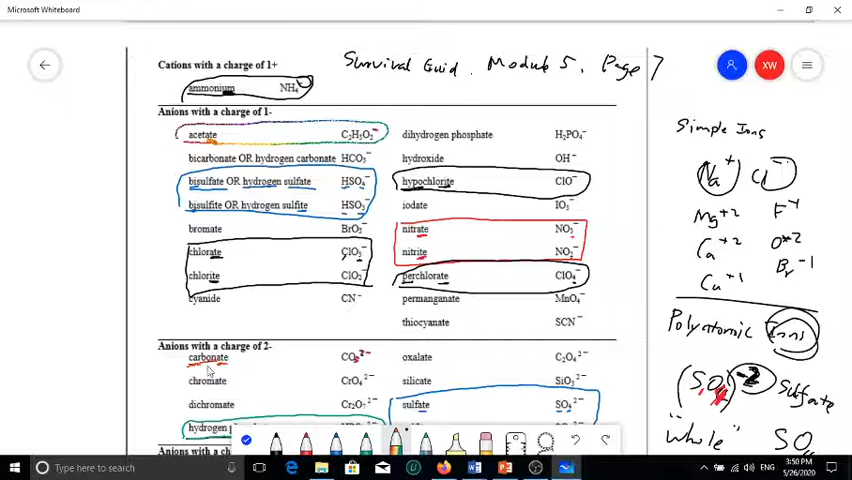 Microsoft Whiteboard
Survival Guid. Module 5, Page 7
Cations with a charge of 1+
ammonium NH4
Anions with a charge of 1-
acetate C2H3O2⁻ dihydrogen phosphate H2PO4⁻
bicarbonate OR hydrogen carbonate HCO3⁻ hydroxide OH⁻
bisulfate OR hydrogen sulfate HSO4⁻ hypochlorite ClO⁻
bisulfite OR hydrogen sulfite HSO3⁻ iodate IO3⁻
bromate BrO3⁻ nitrate NO3⁻
chlorate ClO3⁻ nitrite NO2⁻
chlorite ClO2⁻ perchlorate ClO4⁻
cyanide CN⁻ permanganate MnO4⁻
thiocyanate SCN⁻
Anions with a charge of 2-
carbonate CO3 2- oxalate C2O4²⁻
chromate CrO4²⁻ silicate SiO3²⁻
dichromate Cr2O7²⁻ sulfate SO4²⁻
hydrogen
XW
Simple Ions
Na+ Cl-
Mg+2 F-1
Ca+2 O-2
Cu+1 Br-1
Polyatomic Ions
(SO4)-2 Sulfate
"Whole" SO
Type here to search
ENG
3:50 PM
5/26/2020